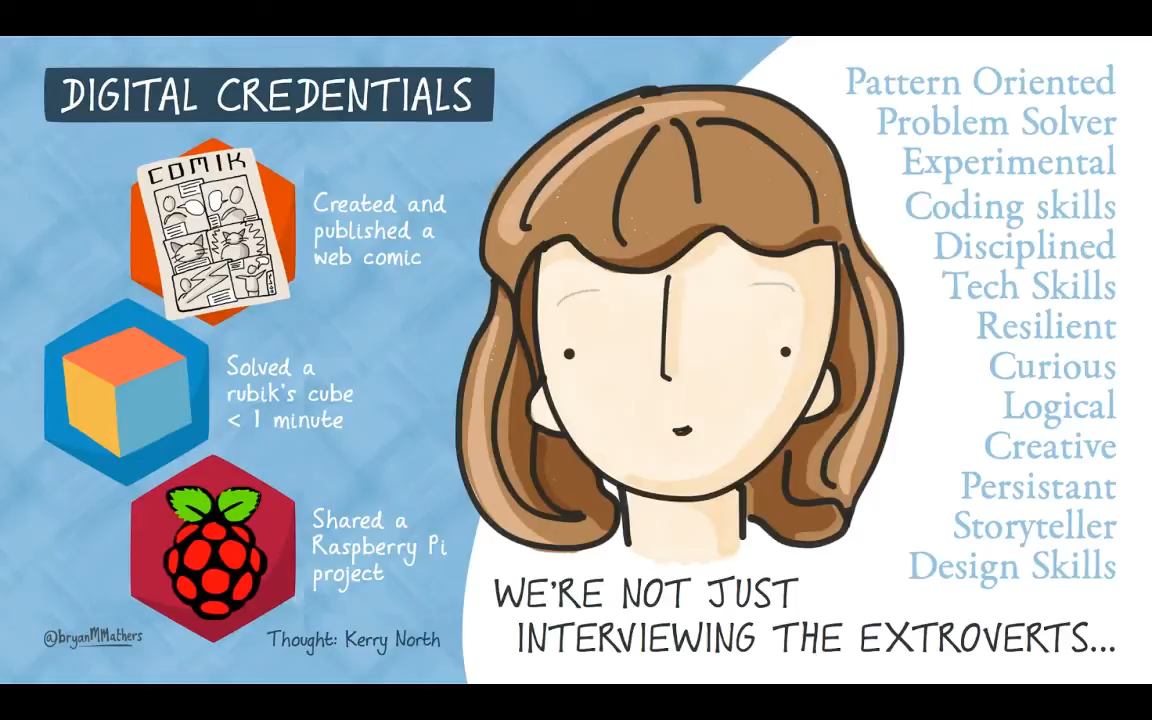 DIGITAL CREDENTIALS
COMIK
Created and
published a
web comic
Solved a
rubik's cube
< 1 minute
Shared a
Raspberry Pi
project
@bryanMMathers
Thought: Kerry North
Pattern Oriented
Problem Solver
Experimental
Coding skills
Disciplined
Tech Skills
Resilient
Curious
Logical
Creative
Persistant
Storyteller
Design Skills
WE'RE NOT JUST
INTERVIEWING THE EXTROVERTS...